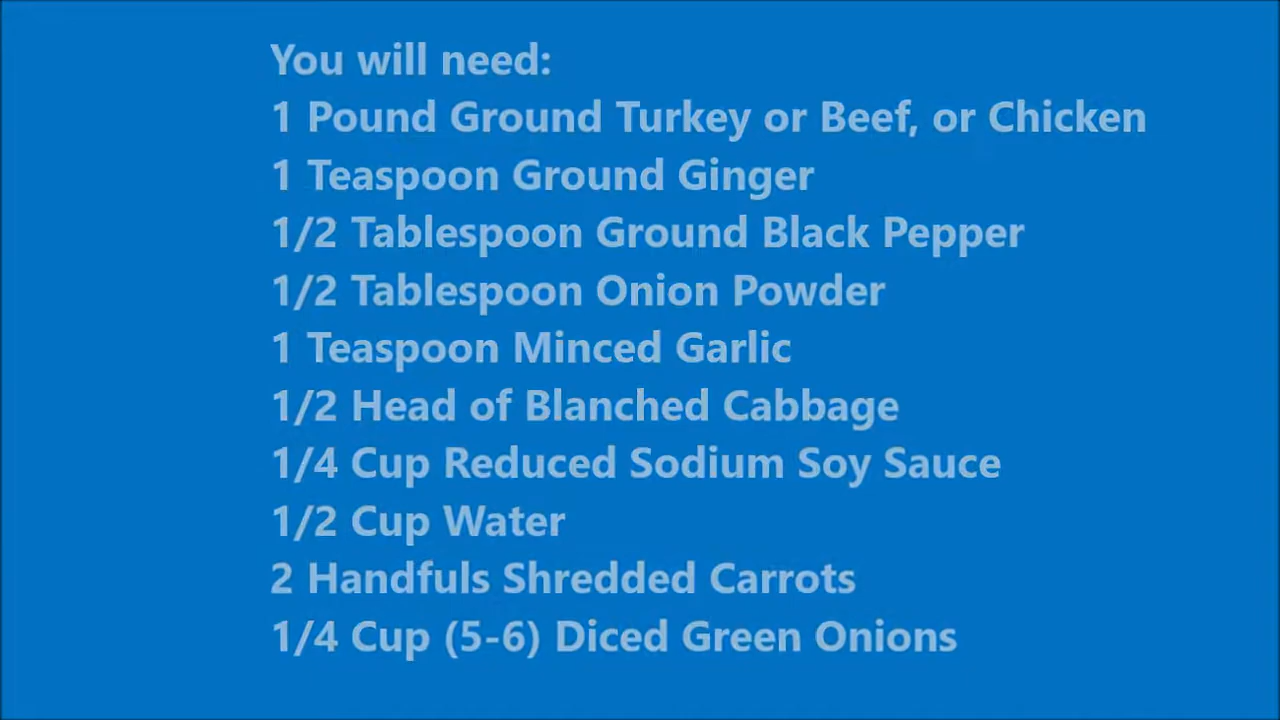 You will need:
1 Pound Ground Turkey or Beef, or Chicken
1 Teaspoon Ground Ginger
1/2 Tablespoon Ground Black Pepper
1/2 Tablespoon Onion Powder
1 Teaspoon Minced Garlic
1/2 Head of Blanched Cabbage
1/4 Cup Reduced Sodium Soy Sauce
1/2 Cup Water
2 Handfuls Shredded Carrots
1/4 Cup (5-6) Diced Green Onions